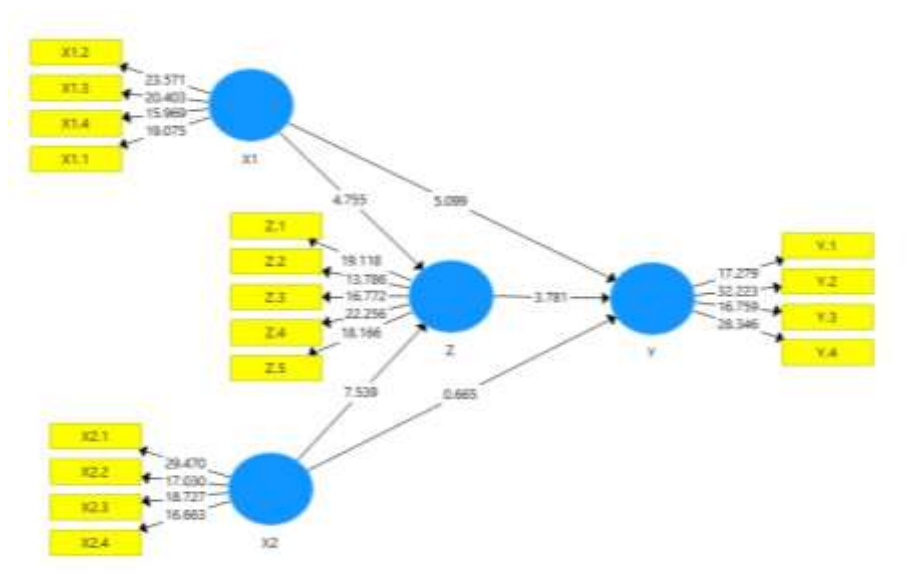 X1.2
X1.3
X1.4
X1.1
23.571
20.403
15.969
19.075
X1
4.755
5.099
Z.1
Z.2
Z.3
Z.4
Z.5
19.118
13.786
16.772
22.256
18.166
Z
3.781
Y
17.279
32.223
16.759
28.346
Y.1
Y.2
Y.3
Y.4
7.539
0.665
X2.1
X2.2
X2.3
X2.4
29.470
17.030
18.727
16.663
X2